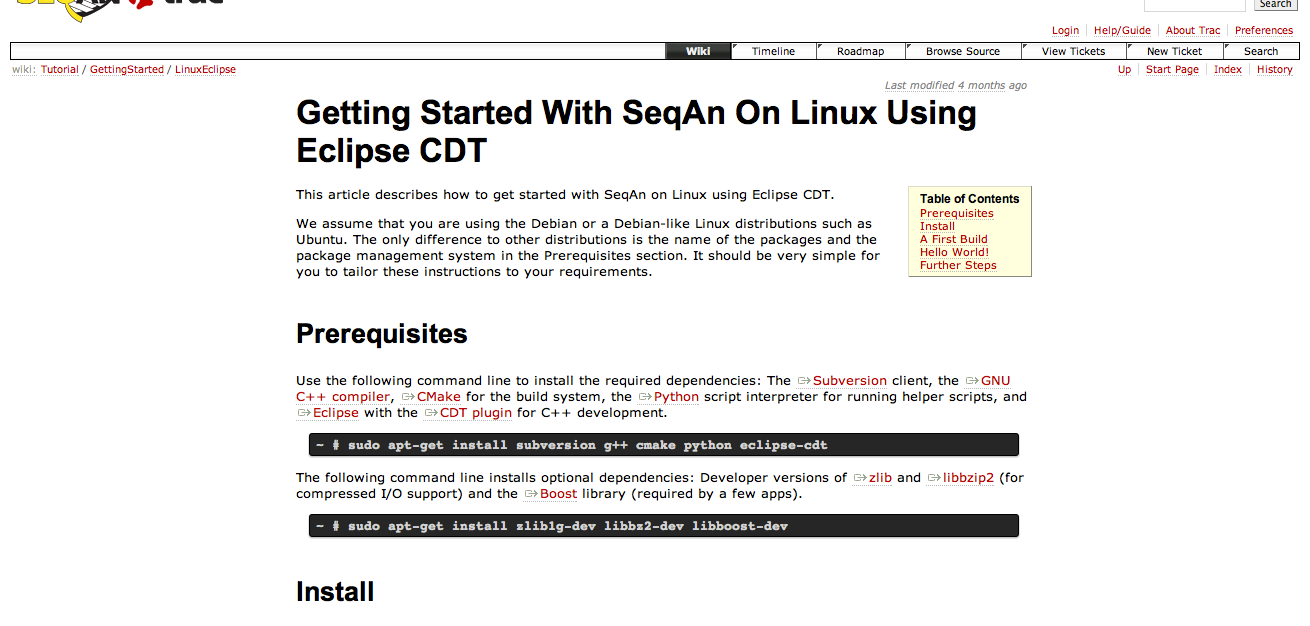 Search
Login Help/Guide About Trac Preferences
Wiki Timeline Roadmap Browse Source View Tickets New Ticket Search
wiki: Tutorial / GettingStarted / LinuxEclipse
Up Start Page Index History
Last modified 4 months ago
Getting Started With SeqAn On Linux Using
Eclipse CDT
This article describes how to get started with SeqAn on Linux using Eclipse CDT.
We assume that you are using the Debian or a Debian-like Linux distributions such as
Ubuntu. The only difference to other distributions is the name of the packages and the
package management system in the Prerequisites section. It should be very simple for
you to tailor these instructions to your requirements.
Table of Contents
Prerequisites
Install
A First Build
Hello World!
Further Steps
Prerequisites
Use the following command line to install the required dependencies: The Subversion client, the GNU
C++ compiler, CMake for the build system, the Python script interpreter for running helper scripts, and
Eclipse with the CDT plugin for C++ development.
~ # sudo apt-get install subversion g++ cmake python eclipse-cdt
The following command line installs optional dependencies: Developer versions of zlib and libbzip2 (for
compressed I/O support) and the Boost library (required by a few apps).
~ # sudo apt-get install zlib1g-dev libbz2-dev libboost-dev
Install